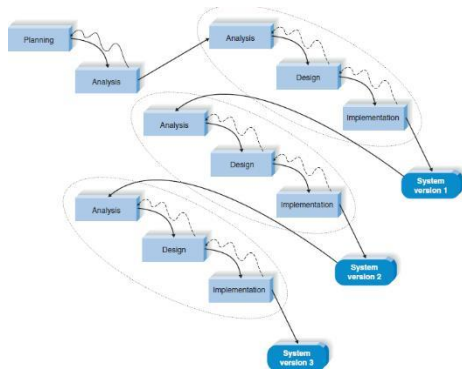 Planning
Analysis
Analysis
Design
Implementation
System
version 1
Analysis
Design
Implementation
System
version 2
Analysis
Design
Implementation
System
version 3